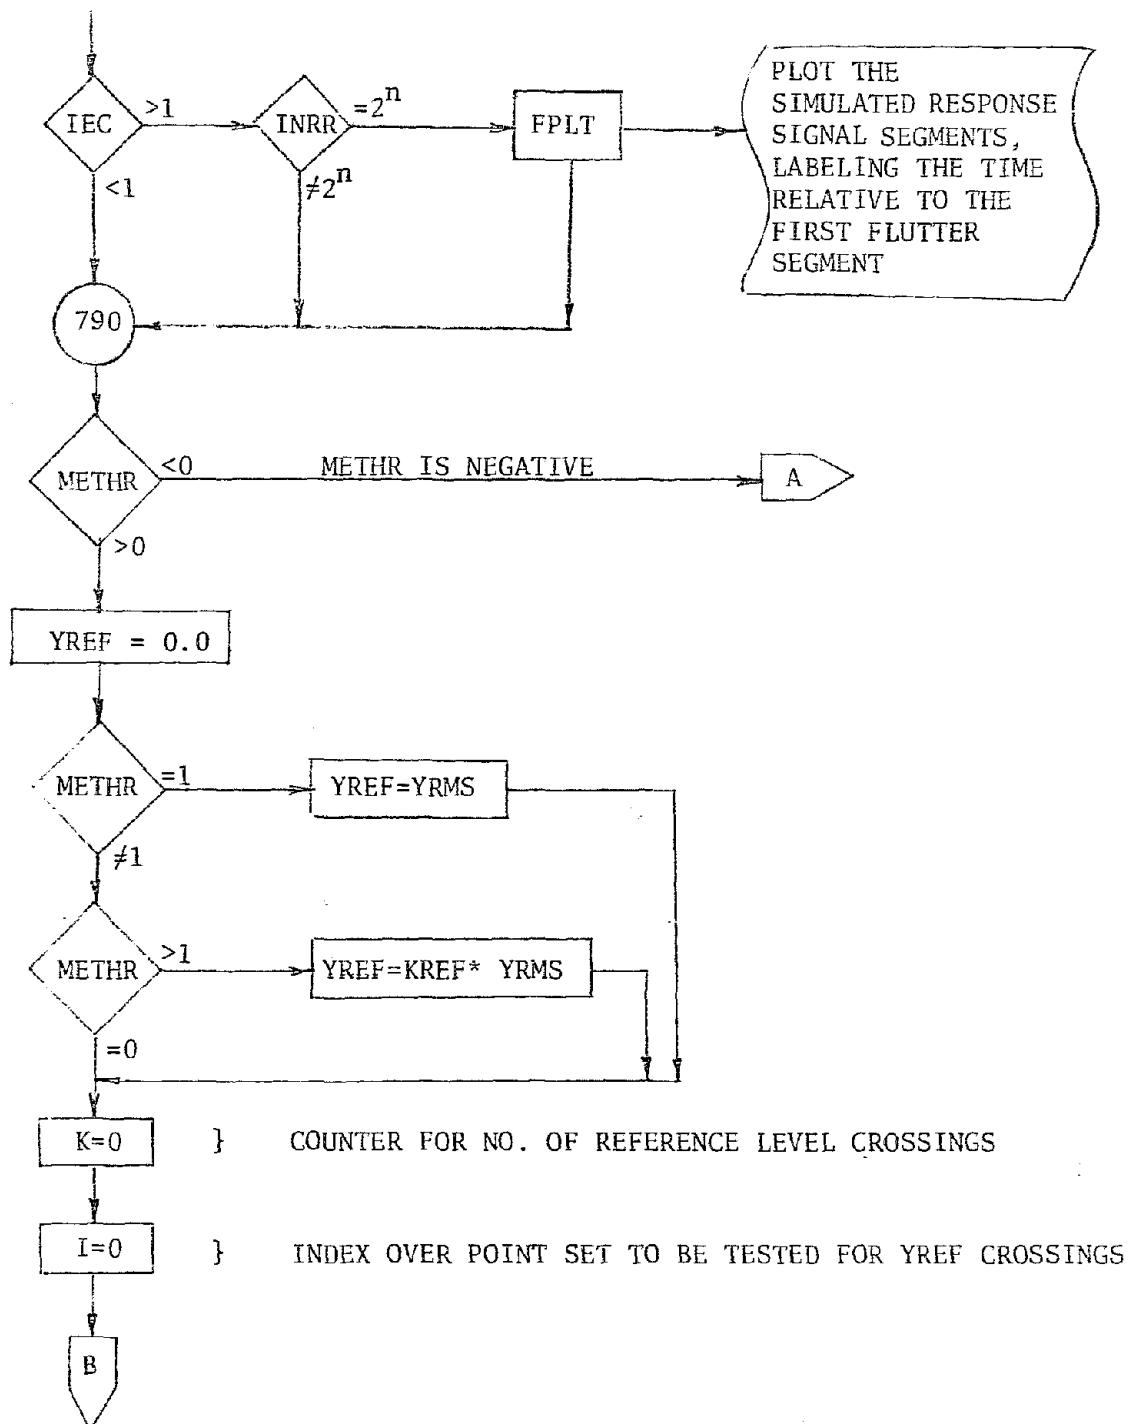 IEC
>1
INRR
=2^n
FPLT
PLOT THE
SIMULATED RESPONSE
SIGNAL SEGMENTS,
LABELING THE TIME
RELATIVE TO THE
FIRST FLUTTER
SEGMENT
<1
≠2^n
790
METHR
<0
METHR IS NEGATIVE
A
>0
YREF = 0.0
METHR
=1
YREF=YRMS
≠1
METHR
>1
YREF=KREF* YRMS
=0
K=0 } COUNTER FOR NO. OF REFERENCE LEVEL CROSSINGS
I=0 } INDEX OVER POINT SET TO BE TESTED FOR YREF CROSSINGS
B